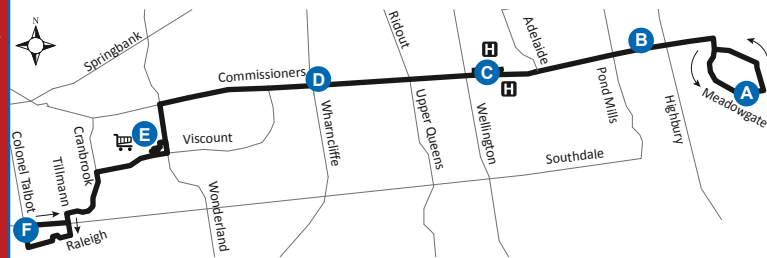 N
Springbank
Ridout
Adelaide
H
B
Commissioners
D
C
H
A
Meadowgate
Pond Mills
Highbury
Upper Queens
Wellington
Wharncliffe
E
Viscount
Cranbrook
Tillmann
Colonel Talbot
Southdale
Wonderland
F
Raleigh